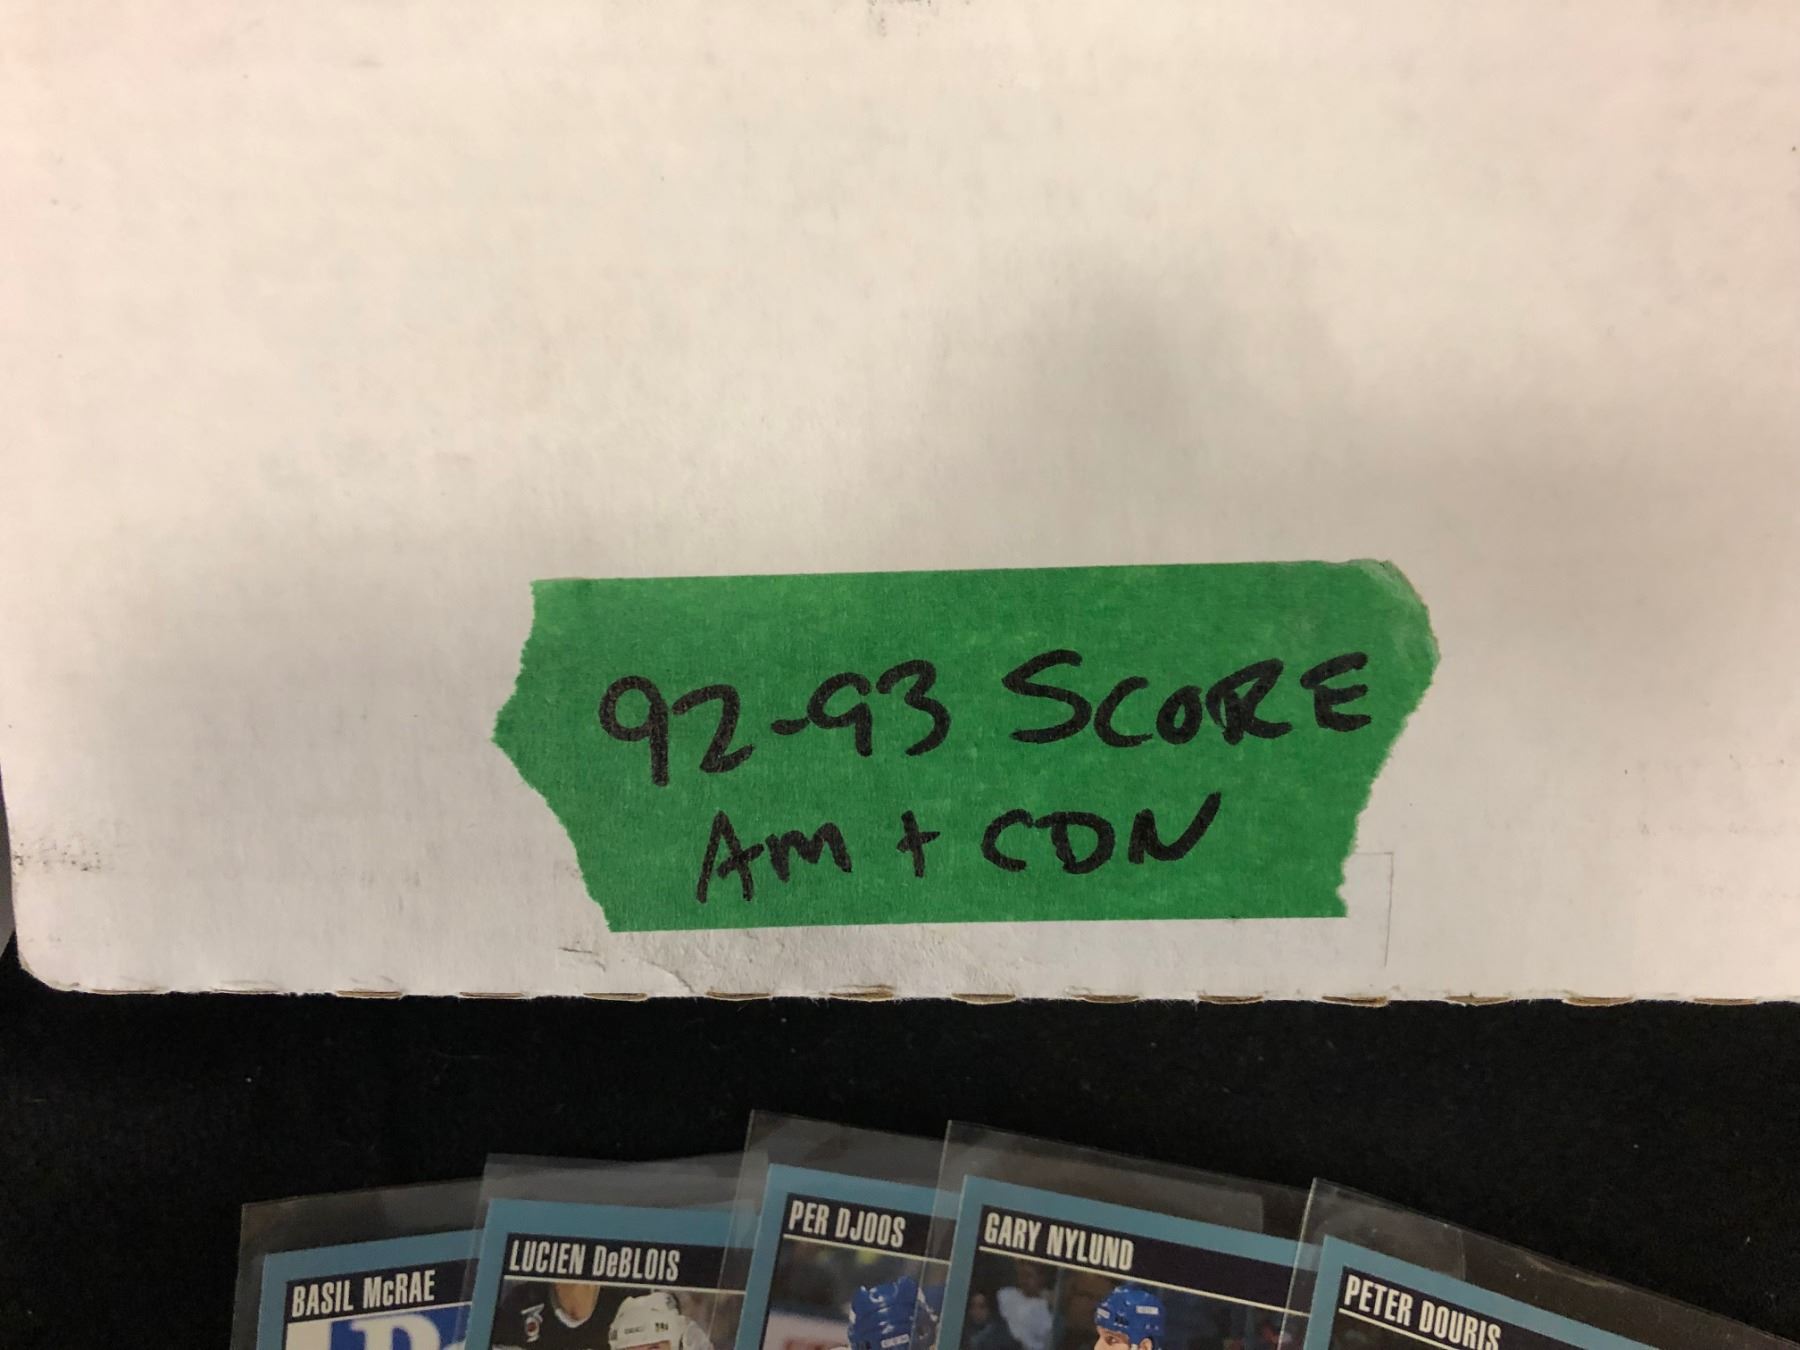 92-93 SCORE
Am + CDN
BASIL McRAE
LUCIEN DeBLOIS
PER DJOOS
GARY NYLUND
PETER DOURIS